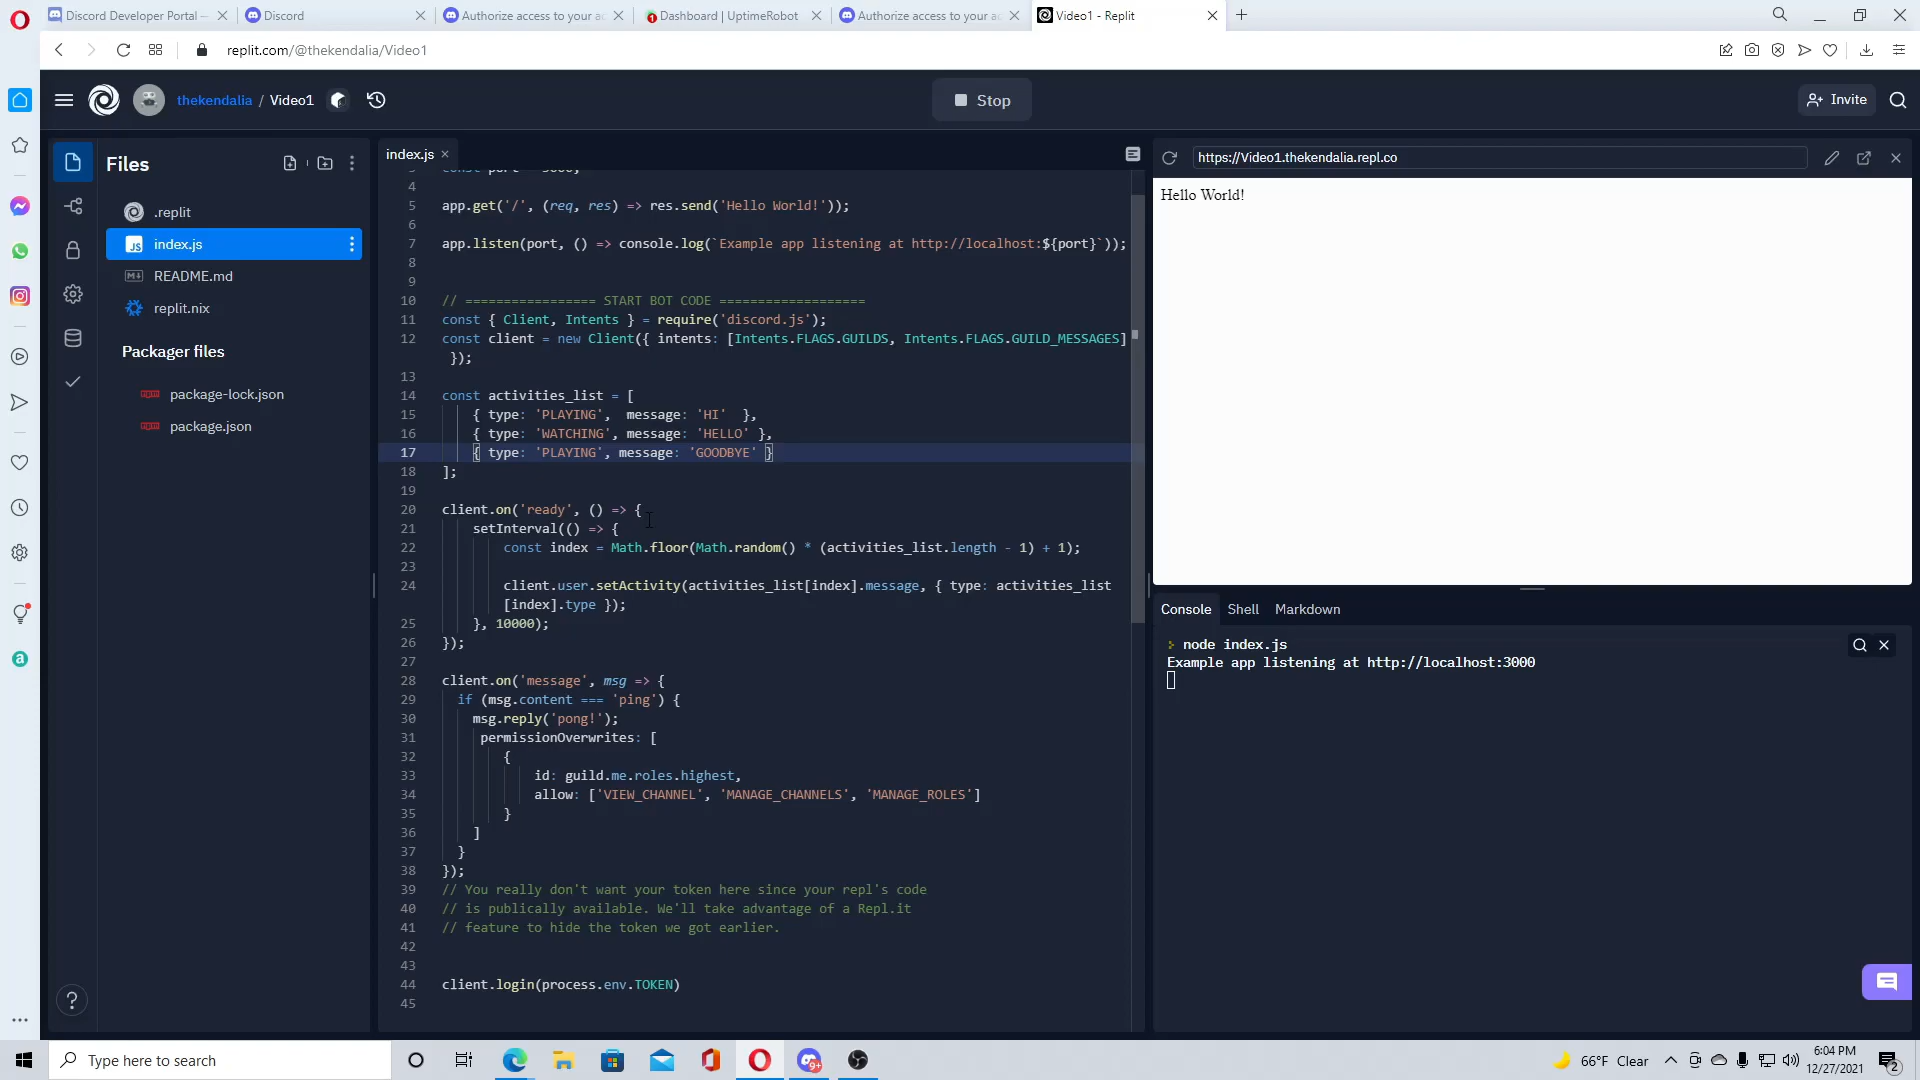 Discord Developer Portal —
Discord
Authorize access to your ac
Dashboard | UptimeRobot
Authorize access to your ac
Video1 - Replit
replit.com/@thekendalia/Video1
thekendalia / Video1
Stop
Invite
Files
.replit
index.js
README.md
replit.nix
Packager files
package-lock.json
package.json
index.js
4
5 app.get('/', (req, res) => res.send('Hello World!'));
6
7 app.listen(port, () => console.log(`Example app listening at http://localhost:${port}`));
8
9
10 // ================= START BOT CODE ===================
11 const { Client, Intents } = require('discord.js');
12 const client = new Client({ intents: [Intents.FLAGS.GUILDS, Intents.FLAGS.GUILD_MESSAGES]
});
13
14 const activities_list = [
15 { type: 'PLAYING',  message: 'HI'  },
16 { type: 'WATCHING', message: 'HELLO' },
17 { type: 'PLAYING', message: 'GOODBYE' }
18 ];
19
20 client.on('ready', () => {
21 setInterval(() => {
22 const index = Math.floor(Math.random() * (activities_list.length - 1) + 1);
23
24 client.user.setActivity(activities_list[index].message, { type: activities_list
[index].type });
25 }, 10000);
26 });
27
28 client.on('message', msg => {
29 if (msg.content === 'ping') {
30 msg.reply('pong!');
31 permissionOverwrites: [
32 {
33 id: guild.me.roles.highest,
34 allow: ['VIEW_CHANNEL', 'MANAGE_CHANNELS', 'MANAGE_ROLES']
35 }
36 ]
37 }
38 });
39 // You really don't want your token here since your repl's code
40 // is publically available. We'll take advantage of a Repl.it
41 // feature to hide the token we got earlier.
42
43
44 client.login(process.env.TOKEN)
45
https://Video1.thekendalia.repl.co
Hello World!
Console Shell Markdown
node index.js
Example app listening at http://localhost:3000
Type here to search
66°F Clear
6:04 PM
12/27/2021
2